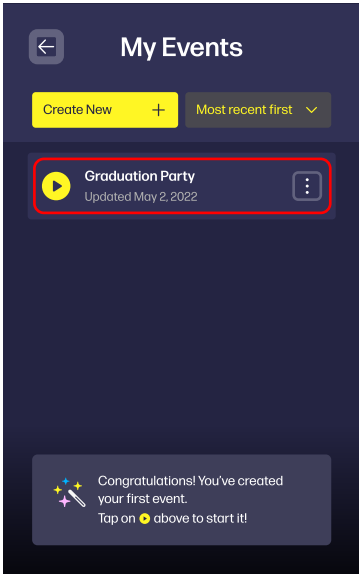 My Events
Create New
Most recent first
Graduation Party
Updated May 2, 2022
Congratulations! You've created
your first event.
Tap on above to start it!